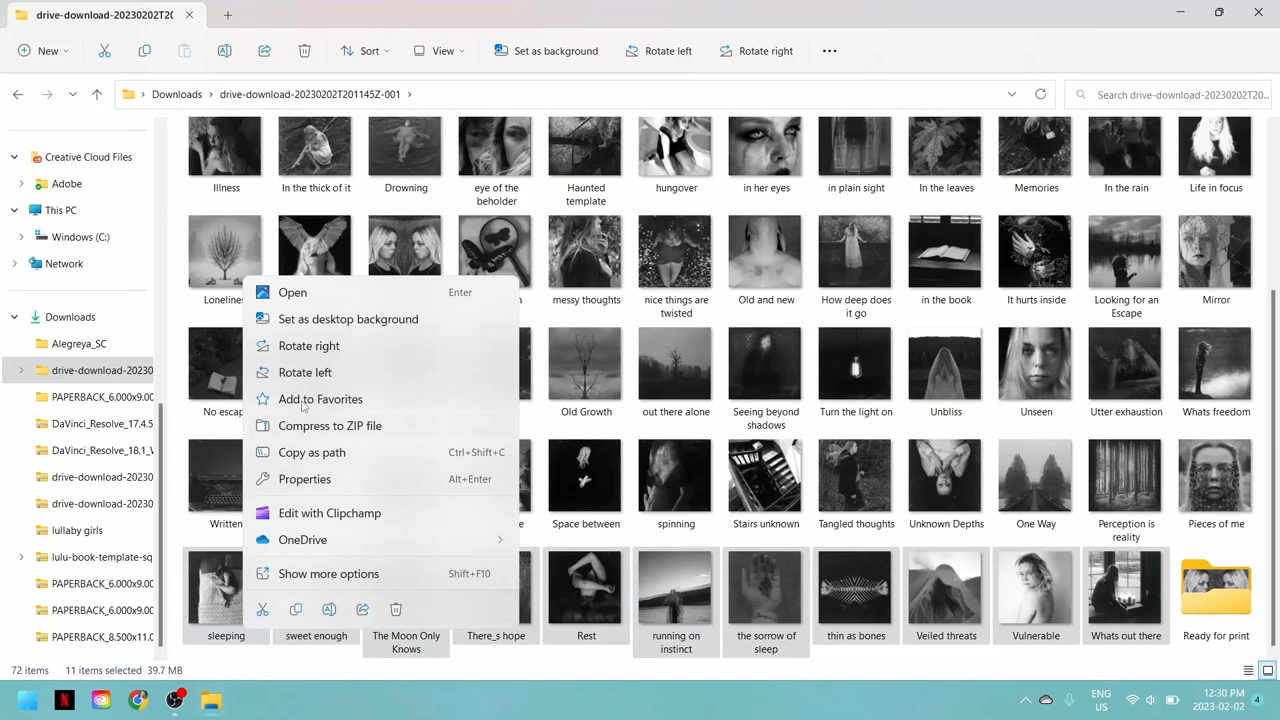 drive-download-20230202T20
New
Sort
View
Set as background
Rotate left
Rotate right
Downloads
drive-download-20230202T201145Z-001
Search drive-download-20230202T20...
Creative Cloud Files
Adobe
This PC
Windows (C:)
Network
Downloads
Alegreya_SC
drive-download-20230
PAPERBACK_6.000x9.00
DaVinci_Resolve_17.4.5
DaVinci_Resolve_18.1_
drive-download-20230
drive-download-20230
lullaby girls
lulu-book-template-sq
PAPERBACK_6.000x9.00
PAPERBACK_6.000x9.00
PAPERBACK_8.500x11.0
Illness
In the thick of it
Drowning
eye of the
beholder
Haunted
template
hungover
in her eyes
in plain sight
In the leaves
Memories
In the rain
Life in focus
Lonelines
messy thoughts
nice things are
twisted
Old and new
How deep does
it go
in the book
It hurts inside
Looking for an
Escape
Mirror
No escap
Old Growth
out there alone
Seeing beyond
shadows
Turn the light on
Unbliss
Unseen
Utter exhaustion
Whats freedom
Written
Space between
spinning
Stairs unknown
Tangled thoughts
Unknown Depths
One Way
Perception is
reality
Pieces of me
sleeping
sweet enough
The Moon Only
Knows
There_s hope
Rest
running on
instinct
the sorrow of
sleep
thin as bones
Veiled threats
Vulnerable
Whats out there
Ready for print
Open Enter
Set as desktop background
Rotate right
Rotate left
Add to Favorites
Compress to ZIP file
Copy as path Ctrl+Shift+C
Properties Alt+Enter
Edit with Clipchamp
OneDrive
Show more options Shift+F10
72 items 11 items selected 39.7 MB
ENG
US
12:30 PM
2023-02-02
4